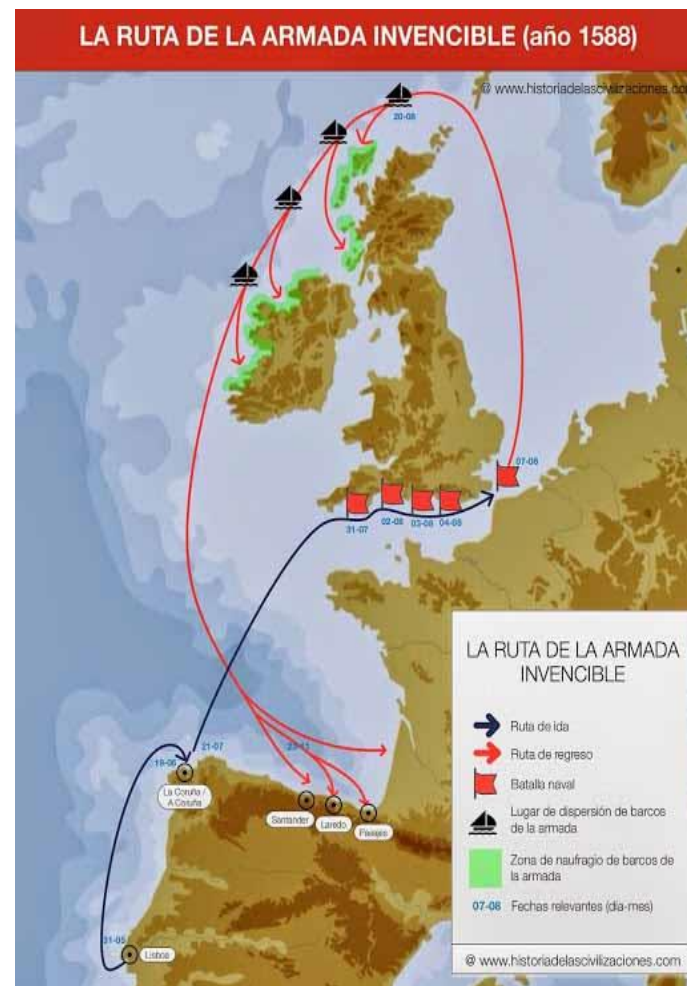 LA RUTA DE LA ARMADA INVENCIBLE (año 1588)
@ www.historiadelascivilizaciones.com
20-08
07-08
31-07
02-08
03-08
04-08
21-07
19-06
La Coruña /
A Coruña
Santander
Laredo
Pasajes
31-05
Lisboa
LA RUTA DE LA ARMADA
INVENCIBLE
Ruta de ida
Ruta de regreso
Batalla naval
Lugar de dispersión de barcos
de la armada
Zona de naufragio de barcos de
la armada
07-08 Fechas relevantes (día-mes)
@ www.historiadelascivilizaciones.com